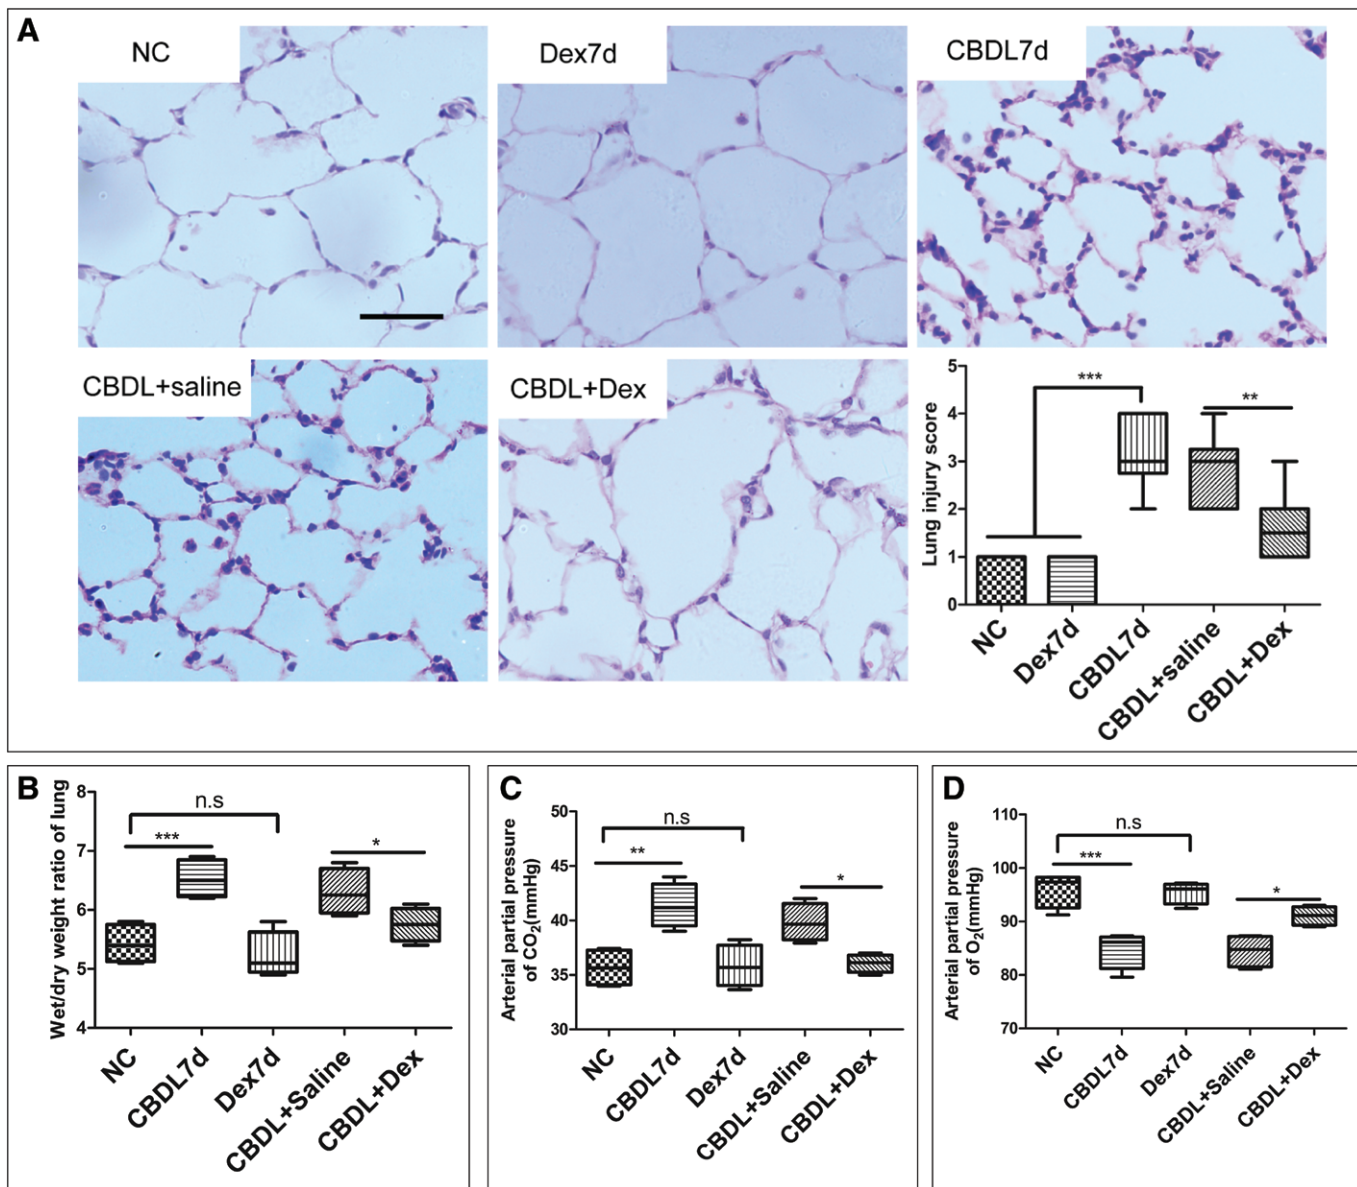 A
NC
Dex7d
CBDL7d
CBDL+saline
CBDL+Dex
Lung injury score
5
4
3
2
1
0
***
**
NC
Dex7d
CBDL7d
CBDL+saline
CBDL+Dex
B
Wet/dry weight ratio of lung
8
7
6
5
4
n.s
***
*
NC
CBDL7d
Dex7d
CBDL+Saline
CBDL+Dex
C
Arterial partial pressure
of CO2(mmHg)
50
45
40
35
30
n.s
**
*
NC
CBDL7d
Dex7d
CBDL+Saline
CBDL+Dex
D
Arterial partial pressure
of O2(mmHg)
110
100
90
80
70
n.s
***
*
NC
CBDL7d
Dex7d
CBDL+Saline
CBDL+Dex